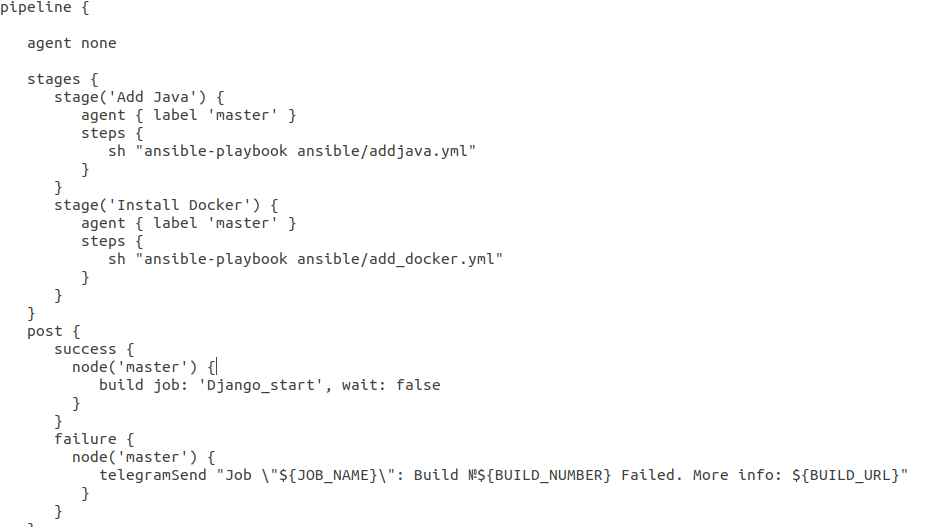 pipeline {
   agent none
   stages {
      stage('Add Java') {
         agent { label 'master' }
         steps {
            sh "ansible-playbook ansible/addjava.yml"
         }
      }
      stage('Install Docker') {
         agent { label 'master' }
         steps {
            sh "ansible-playbook ansible/add_docker.yml"
         }
      }
   }
   post {
      success {
        node('master') {
           build job: 'Django_start', wait: false
        }
      }
      failure {
        node('master') {
           telegramSend "Job \"${JOB_NAME}\": Build №${BUILD_NUMBER} Failed. More info: ${BUILD_URL}"
         }
      }
   }